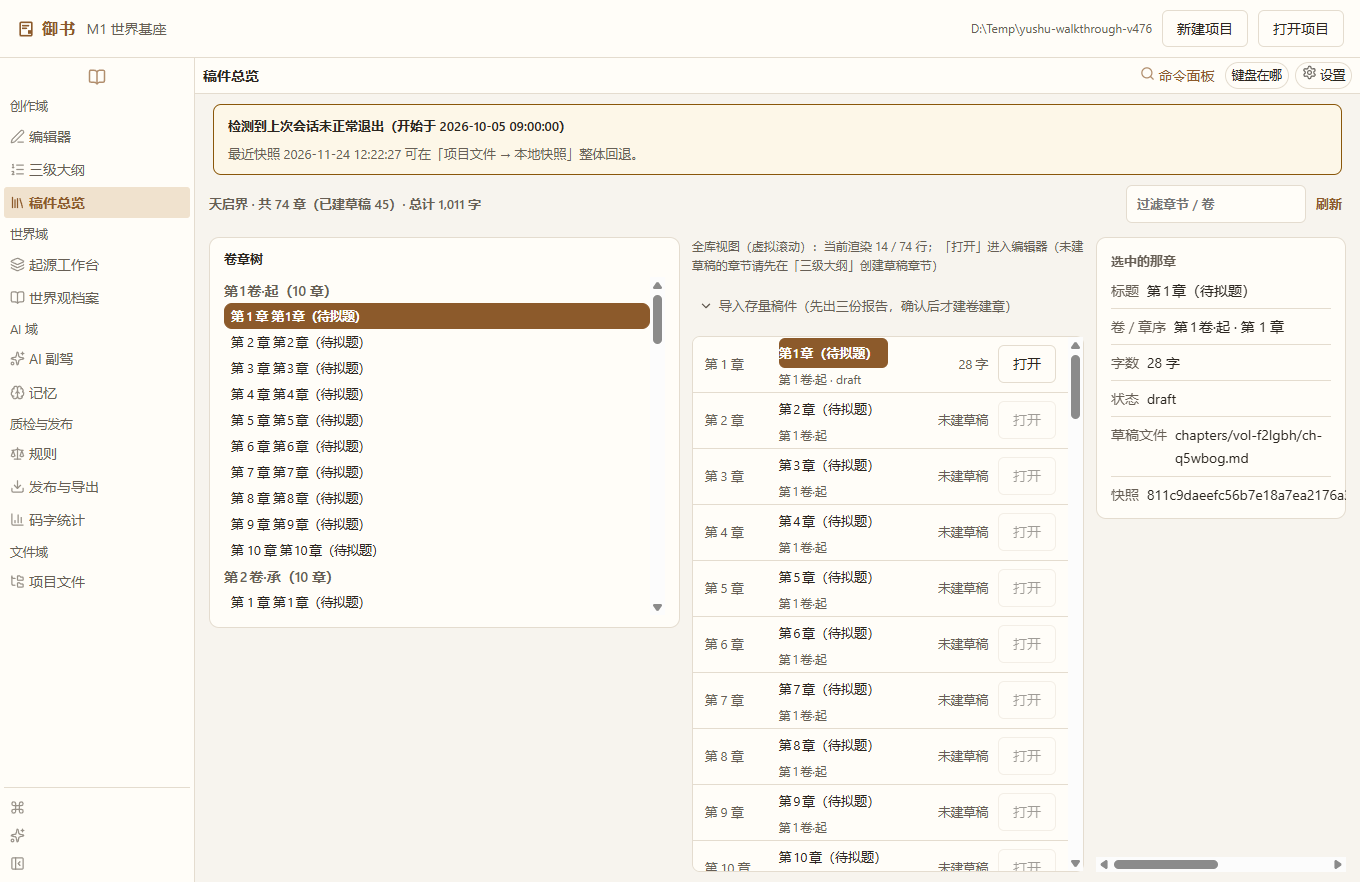 御书 M1 世界基座
D:\Temp\yushu-walkthrough-v476 新建项目 打开项目
创作域
编辑器
三级大纲
稿件总览
世界域
起源工作台
世界观档案
AI 域
AI 副驾
记忆
质检与发布
规则
发布与导出
码字统计
文件域
项目文件
稿件总览
命令面板 键盘在哪 设置
检测到上次会话未正常退出（开始于 2026-10-05 09:00:00）
最近快照 2026-11-24 12:22:27 可在「项目文件 → 本地快照」整体回退。
天启界 · 共 74 章（已建草稿 45）· 总计 1,011 字
过滤章节 / 卷 刷新
卷章树
第1卷·起（10 章）
第 1 章 第1章（待拟题）
第 2 章 第2章（待拟题）
第 3 章 第3章（待拟题）
第 4 章 第4章（待拟题）
第 5 章 第5章（待拟题）
第 6 章 第6章（待拟题）
第 7 章 第7章（待拟题）
第 8 章 第8章（待拟题）
第 9 章 第9章（待拟题）
第 10 章 第10章（待拟题）
第2卷·承（10 章）
第 1 章 第1章（待拟题）
全库视图（虚拟滚动）：当前渲染 14 / 74 行；「打开」进入编辑器（未建
草稿的章节请先在「三级大纲」创建草稿章节）
导入存量稿件（先出三份报告，确认后才建卷建章）
第 1 章 第1章（待拟题） 28 字 打开
第1卷·起 · draft
第 2 章 第2章（待拟题） 未建草稿 打开
第1卷·起
第 3 章 第3章（待拟题） 未建草稿 打开
第1卷·起
第 4 章 第4章（待拟题） 未建草稿 打开
第1卷·起
第 5 章 第5章（待拟题） 未建草稿 打开
第1卷·起
第 6 章 第6章（待拟题） 未建草稿 打开
第1卷·起
第 7 章 第7章（待拟题） 未建草稿 打开
第1卷·起
第 8 章 第8章（待拟题） 未建草稿 打开
第1卷·起
第 9 章 第9章（待拟题） 未建草稿 打开
第1卷·起
第 10 章 第10章（待拟题） 未建草稿 打开
选中的那章
标题 第1章（待拟题）
卷 / 章序 第1卷·起 · 第 1 章
字数 28 字
状态 draft
草稿文件 chapters/vol-f2lgbh/ch-
q5wbog.md
快照 811c9daeefc56b7e18a7ea2176a